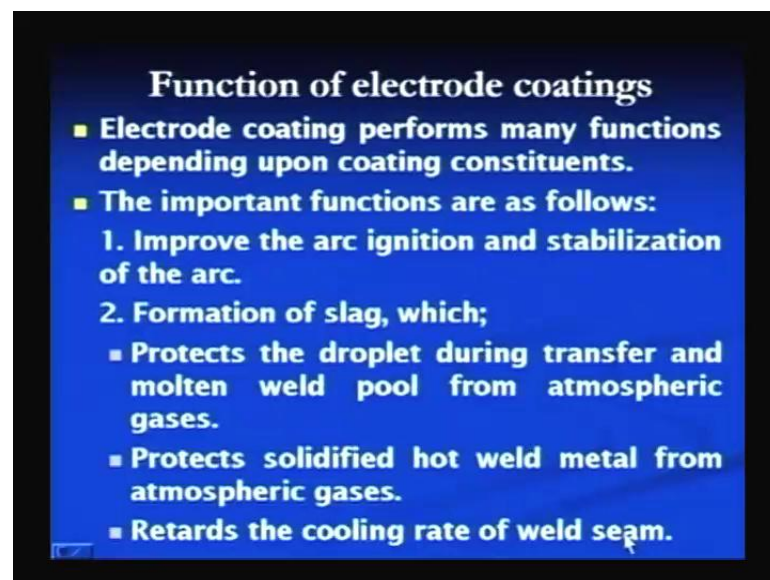 Function of electrode coatings
Electrode coating performs many functions
depending upon coating constituents.
The important functions are as follows:
1. Improve the arc ignition and stabilization
of the arc.
2. Formation of slag, which;
Protects the droplet during transfer and
molten weld pool from atmospheric
gases.
Protects solidified hot weld metal from
atmospheric gases.
Retards the cooling rate of weld seam.